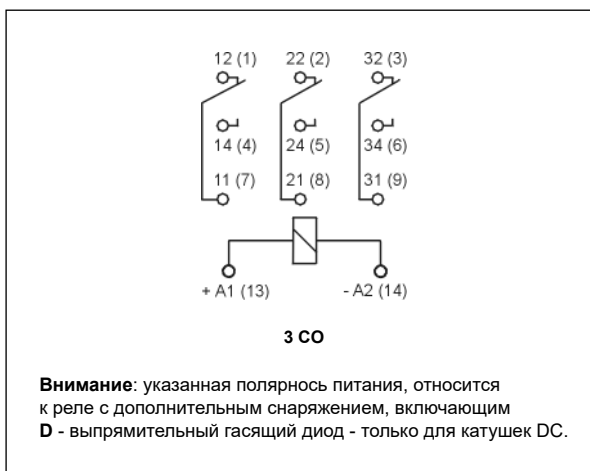 12 (1) 22 (2) 32 (3)
14 (4) 24 (5) 34 (6)
11 (7) 21 (8) 31 (9)
+ A1 (13) - A2 (14)
3 CO
Внимание: указанная полярнось питания, относится
к реле с дополнительным снаряжением, включающим
D - выпрямительный гасящий диод - только для катушек DC.